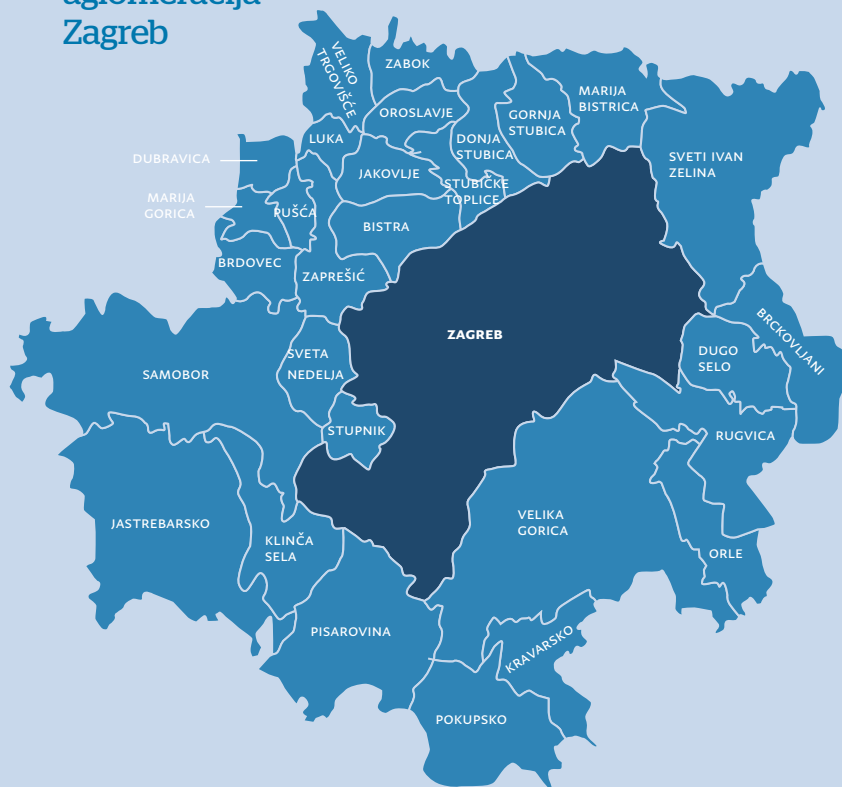 aglomeracija
Zagreb
VELIKO
TRGOVIŠĆE
ZABOK
OROSLAVJE
LUKA
DONJA
STUBICA
GORNJA
STUBICA
MARIJA
BISTRICA
SVETI IVAN
ZELINA
DUBRAVICA
JAKOVLJE
STUBIČKE
TOPLICE
MARIJA
GORICA
PUŠĆA
BISTRA
BRDOVEC
ZAPREŠIĆ
ZAGREB
BRCKOVLJANI
SAMOBOR
SVETA
NEDELJA
DUGO
SELO
STUPNIK
RUGVICA
JASTREBARSKO
KLINČA
SELA
VELIKA
GORICA
ORLE
PISAROVINA
KRAVARSKO
POKUPSKO